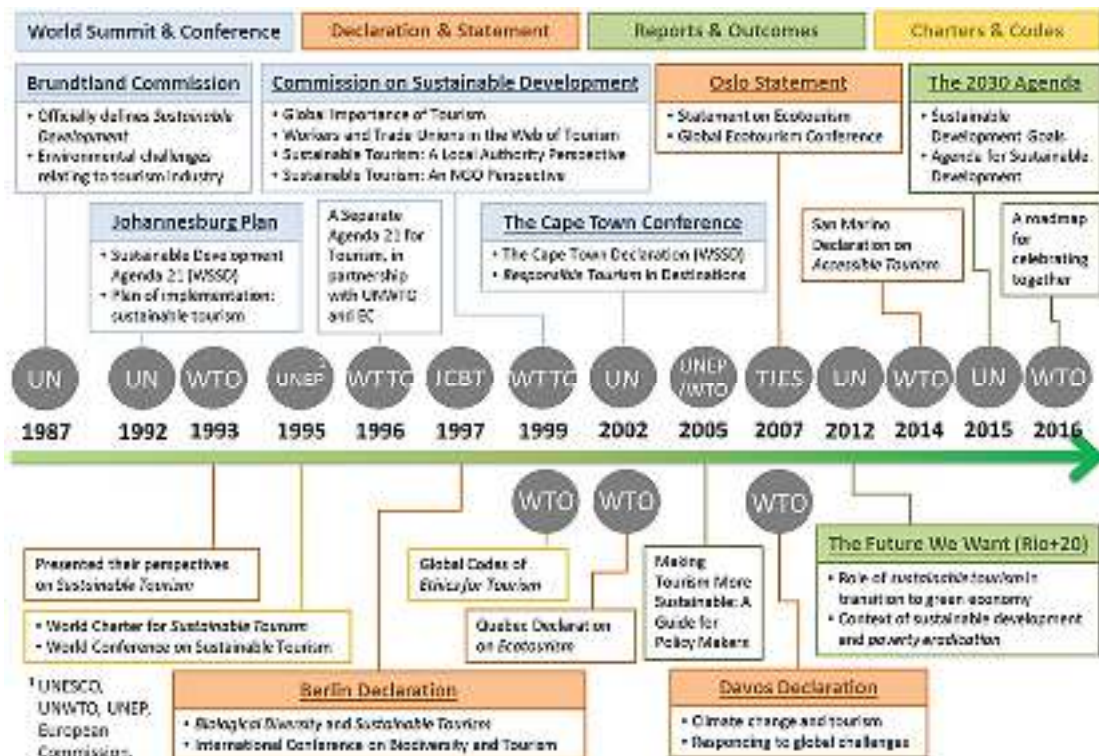 World Summit & Conference
Declaration & Statement
Reports & Outcomes
Charters & Codes
Brundtland Commission
• Officially defines Sustainable
Development
• Environmental challenges
relating to tourism industry
Commission on Sustainable Development
• Global Importance of Tourism
• Workers and Trade Unions in the Web of Tourism
• Sustainable Tourism: A Local Authority Perspective
• Sustainable Tourism: An NGO Perspective
Oslo Statement
• Statement on Ecotourism
• Global Ecotourism Conference
The 2030 Agenda
• Sustainable
Development Goals
• Agenda for Sustainable
Development
Johannesburg Plan
• Sustainable Development
Agenda 21 (WSSD)
• Plan of implementation:
sustainable tourism
A Separate
Agenda 21 for
Tourism, in
partnership
with UNWTO
and EC
The Cape Town Conference
• The Cape Town Declaration (WSSD)
• Responsible Tourism in Destinations
San Marino
Declaration on
Accessible Tourism
A roadmap
for
celebrating
together
UN
UN
WTO
UNEP¹
WTTC
ICBT
WTTC
UN
UNEP
/WTO
TIES
UN
WTO
UN
WTO
1987
1992
1993
1995
1996
1997
1999
2002
2005
2007
2012
2014
2015
2016
WTO
WTO
WTO
Presented their perspectives
on Sustainable Tourism
• World Charter for Sustainable Tourism
• World Conference on Sustainable Tourism
Global Codes of
Ethics for Tourism
Quebec Declaration
on Ecotourism
Making
Tourism More
Sustainable: A
Guide for
Policy Makers
The Future We Want (Rio+20)
• Role of sustainable tourism in
transition to green economy
• Context of sustainable development
and poverty eradication
¹ UNESCO,
UNWTO, UNEP,
European
Commission,
Berlin Declaration
• Biological Diversity and Sustainable Tourism
• International Conference on Biodiversity and Tourism
Davos Declaration
• Climate change and tourism
• Responding to global challenges